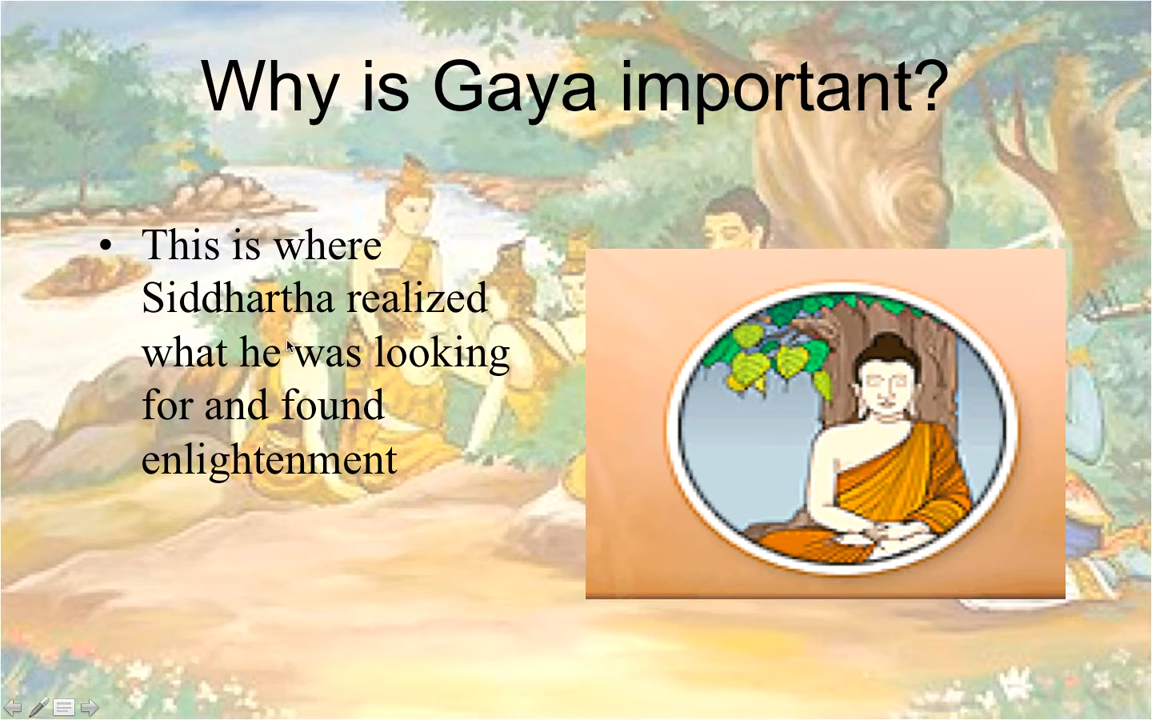 Why is Gaya important?
• This is where
Siddhartha realized
what he was looking
for and found
enlightenment